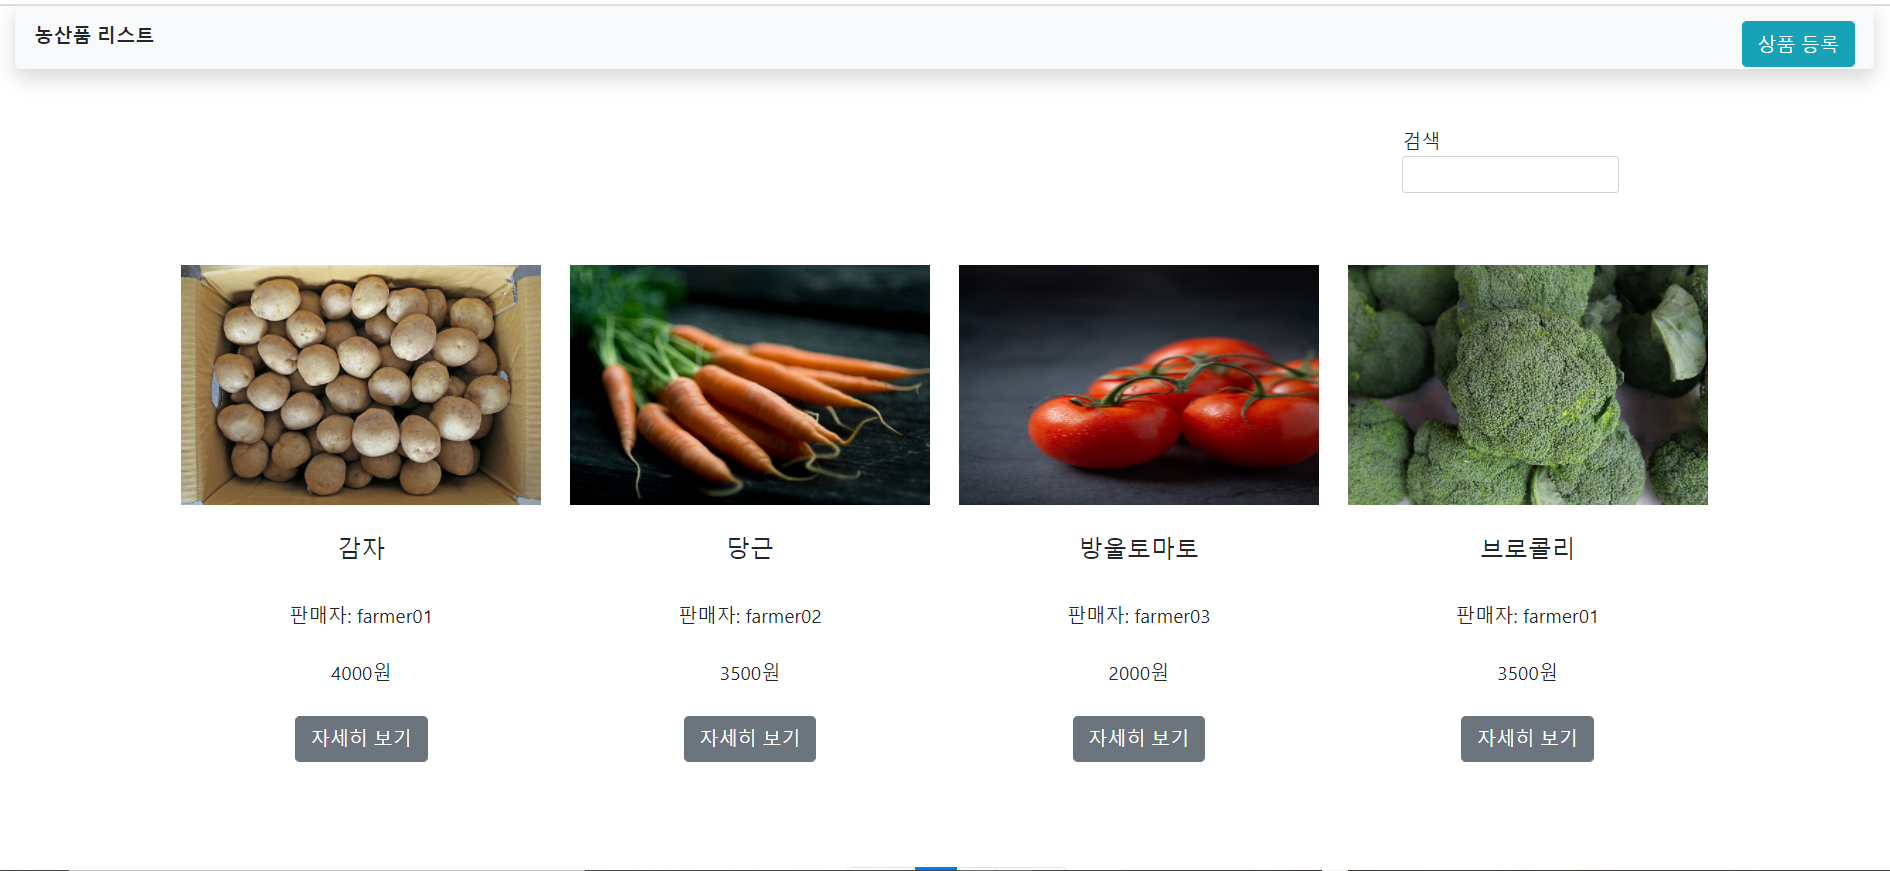 농산품 리스트
상품 등록
검색
감자
당근
방울토마토
브로콜리
판매자: farmer01
판매자: farmer02
판매자: farmer03
판매자: farmer01
4000원
3500원
2000원
3500원
자세히 보기
자세히 보기
자세히 보기
자세히 보기